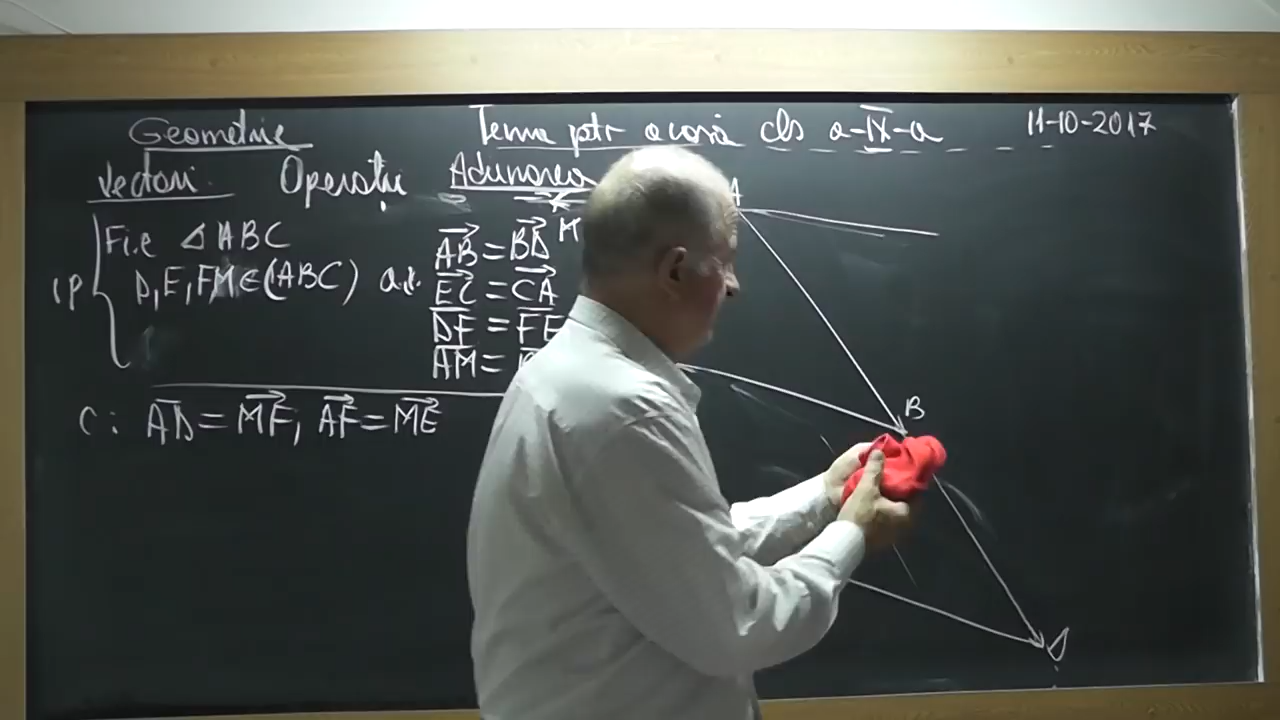 Geometrie
Tema ptr acasă cls a-IX-a
11-10-2017
Vectori. Operații Adunarea
Fie △ABC
D, E, F, M ∈ (ABC) a.î.
AB = BD
EC = CA
DF = FE
AM =
ip
C: AD = MF; AF = ME
M
A
B
D